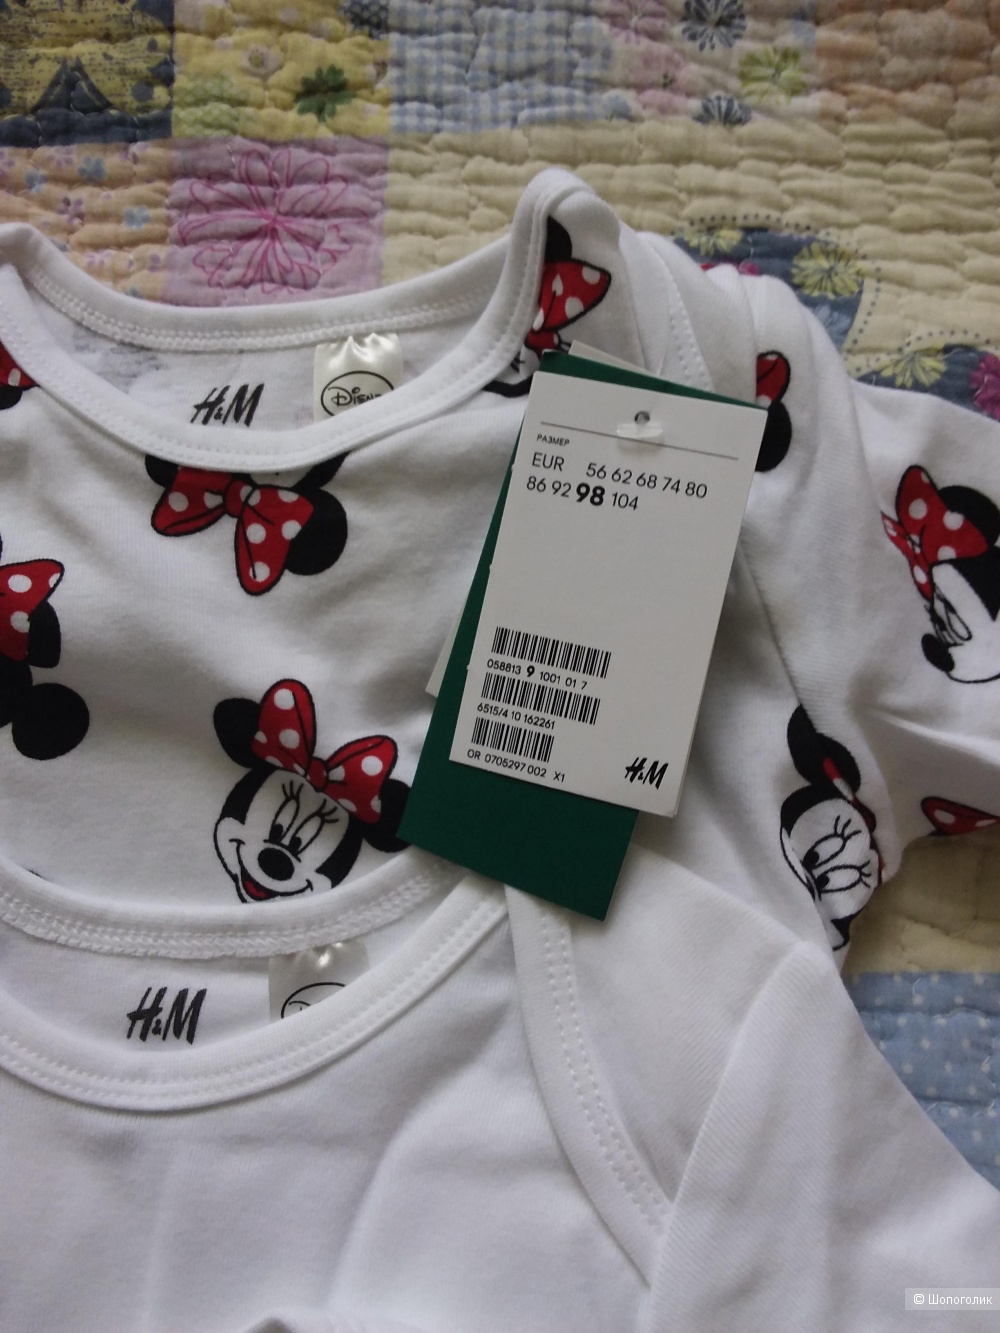 H&M
DISNE
РАЗМЕР
EUR 56 62 68 74 80
86 92 98 104
058813 9 1001 01 7
6515/4 10 162261
OR 0705297 002 X1
H&M
H&M
© Шопоголик